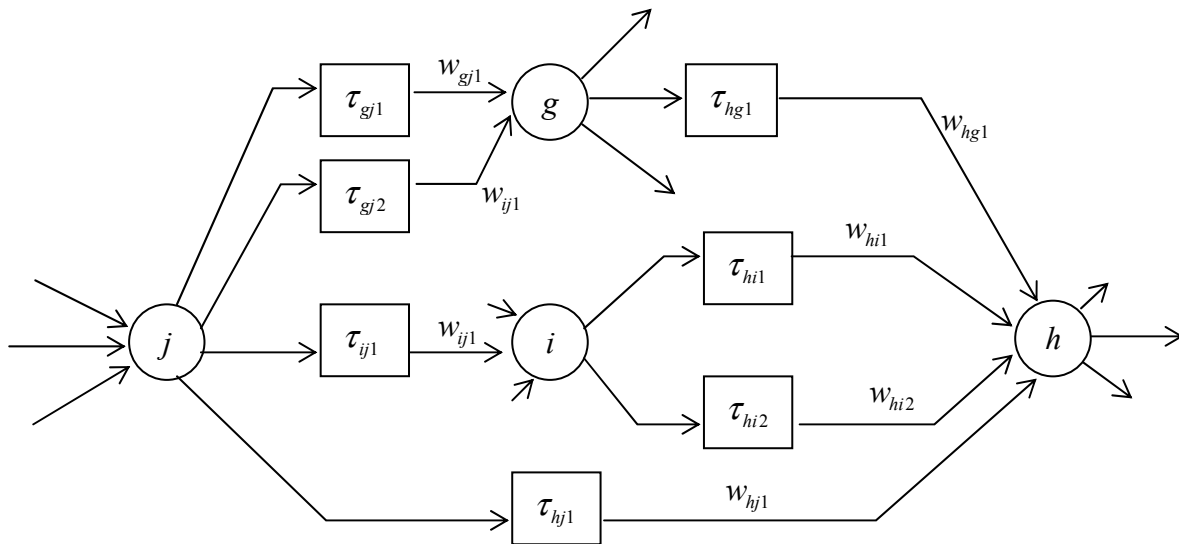 τgj1
wgj1
g
τhg1
whg1
τgj2
wij1
j
τij1
wij1
i
τhi1
whi1
τhi2
whi2
h
τhj1
whj1